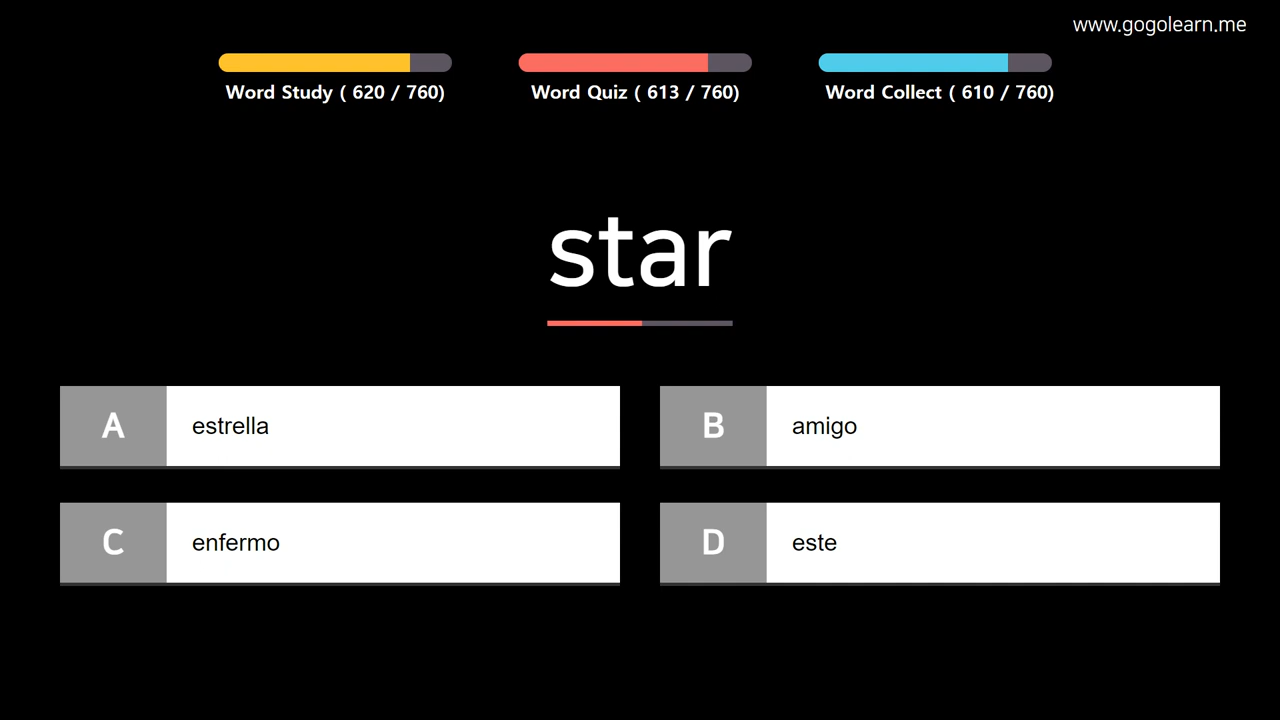 www.gogolearn.me
Word Study ( 620 / 760)
Word Quiz ( 613 / 760)
Word Collect ( 610 / 760)
star
A estrella
B amigo
C enfermo
D este